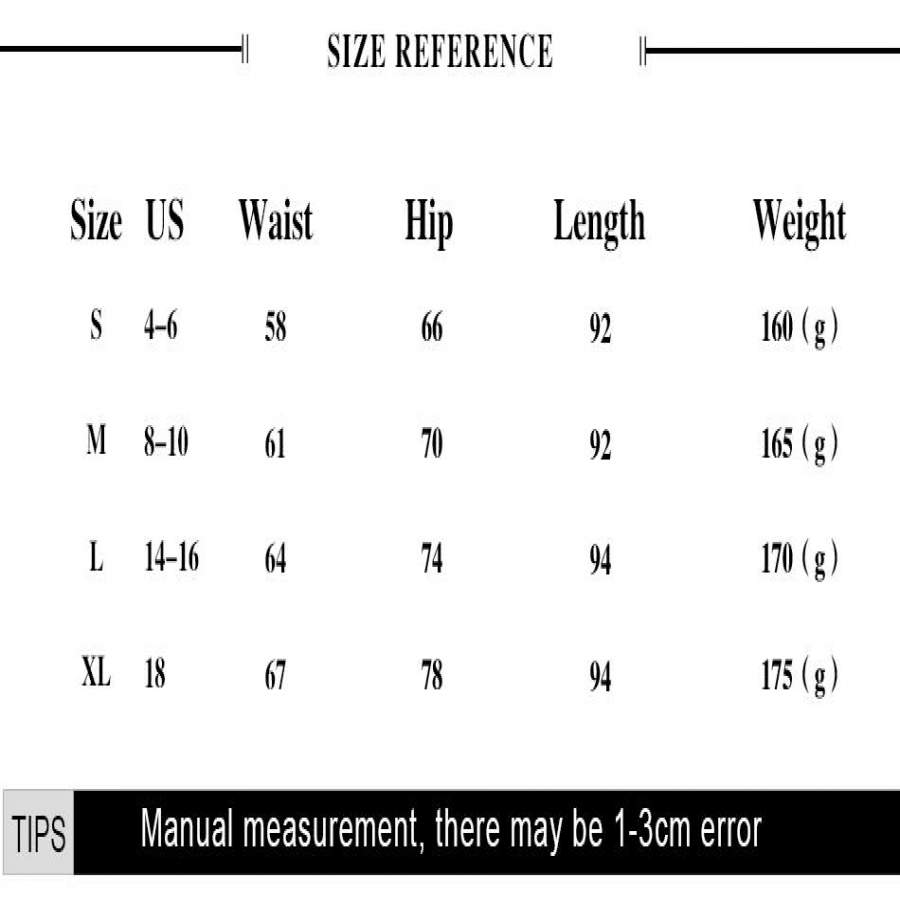 SIZE REFERENCE
Size US Waist Hip Length Weight
S 4–6 58 66 92 160 (g)
M 8–10 61 70 92 165 (g)
L 14–16 64 74 94 170 (g)
XL 18 67 78 94 175 (g)
TIPS Manual measurement, there may be 1-3cm error